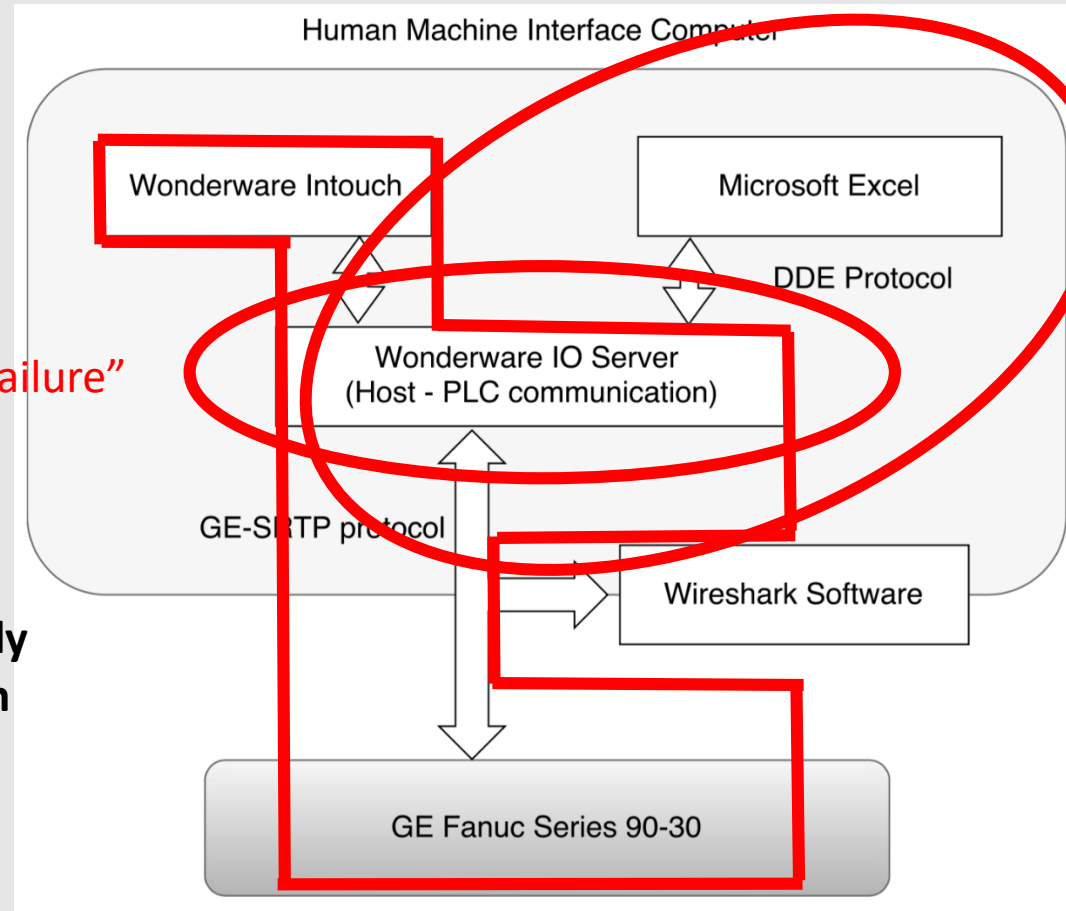 Human Machine Interface Computer
Wonderware Intouch
Microsoft Excel
DDE Protocol
Wonderware IO Server
(Host - PLC communication)
ailure”
GE-SRTP protocol
Wireshark Software
ly
n
GE Fanuc Series 90-30